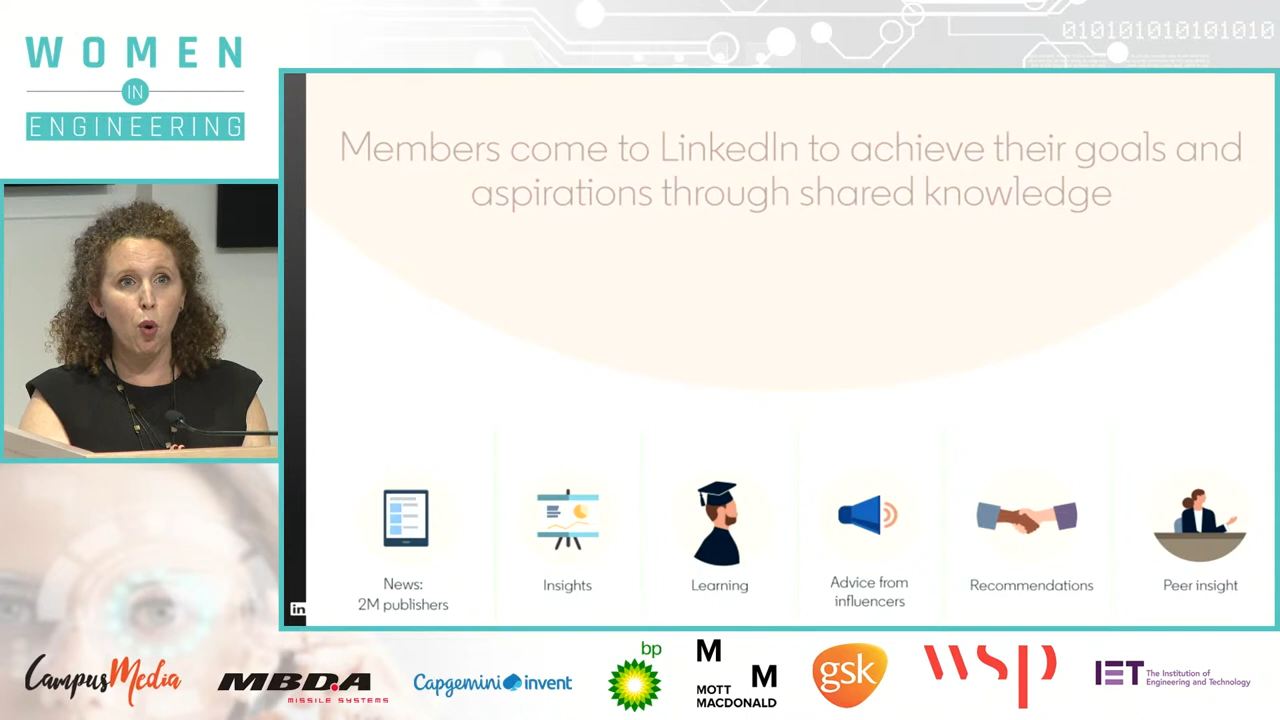 WOMEN
IN
ENGINEERING
010101010101010
Members come to LinkedIn to achieve their goals and
aspirations through shared knowledge
News:
2M publishers
Insights
Learning
Advice from
influencers
Recommendations
Peer insight
in
CampusMedia
MBDA
MISSILE SYSTEMS
Capgemini invent
bp
M
M
MOTT
MACDONALD
gsk
wsp
IET
The Institution of
Engineering and Technology